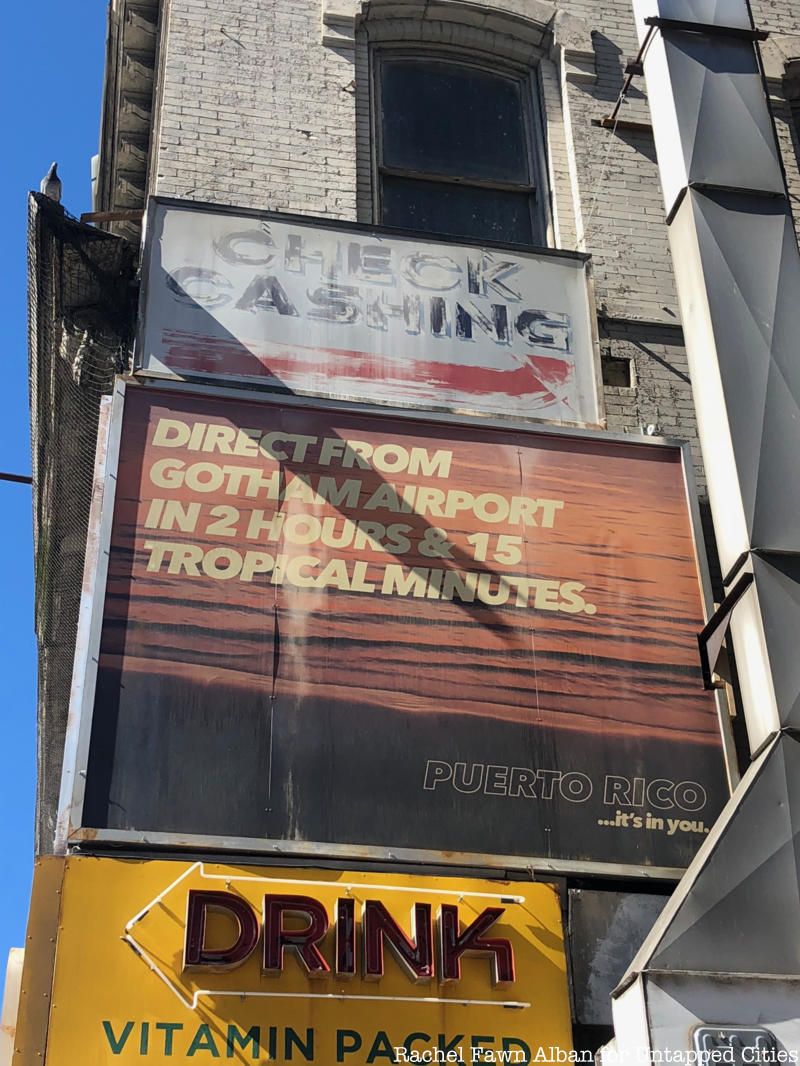 CHECK
CASHING
DIRECT FROM
GOTHAM AIRPORT
IN 2 HOURS & 15
TROPICAL MINUTES.
PUERTO RICO
...it's in you.
DRINK
VITAMIN PACKED
Rachel Fawn Alban for Untapped Cities